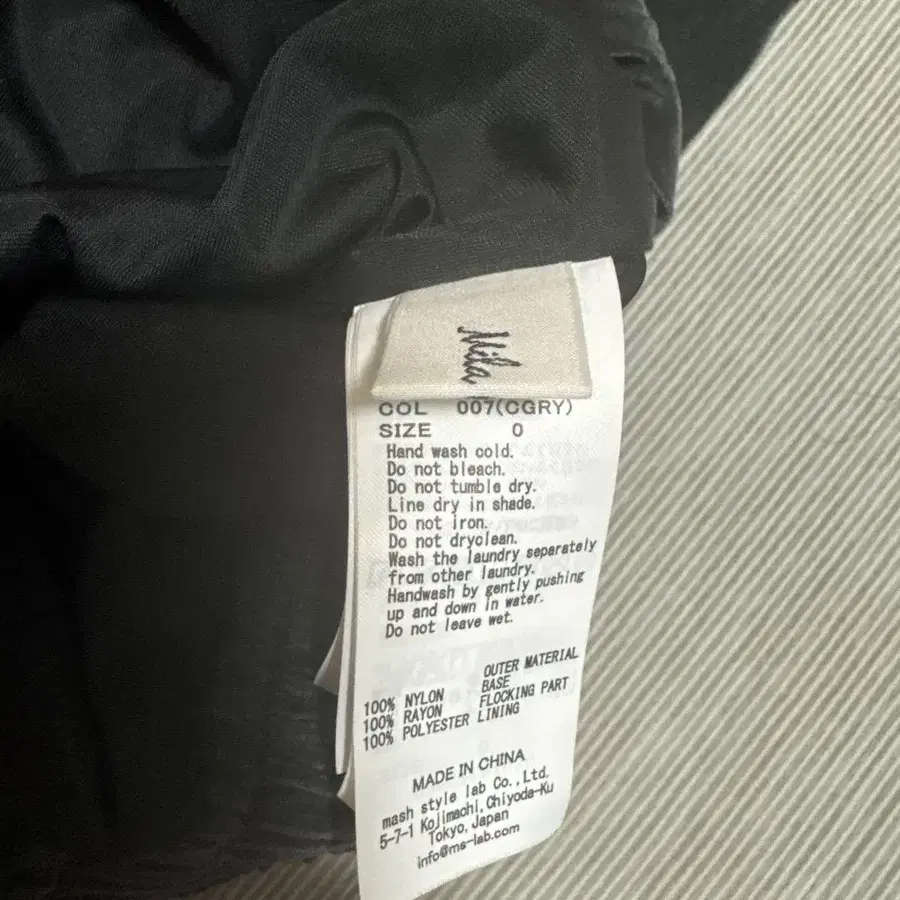 Mila
COL 007(CGRY)
SIZE 0
Hand wash cold.
Do not bleach.
Do not tumble dry.
Line dry in shade.
Do not iron.
Do not dryclean.
Wash the laundry separately
from other laundry.
Handwash by gently pushing
up and down in water.
Do not leave wet.
OUTER MATERIAL
100% NYLON BASE
100% RAYON FLOCKING PART
100% POLYESTER LINING
MADE IN CHINA
mash style lab Co.,Ltd.
5-7-1 Kojimachi,Chiyoda-Ku
Tokyo,Japan
info@ms-lab.com